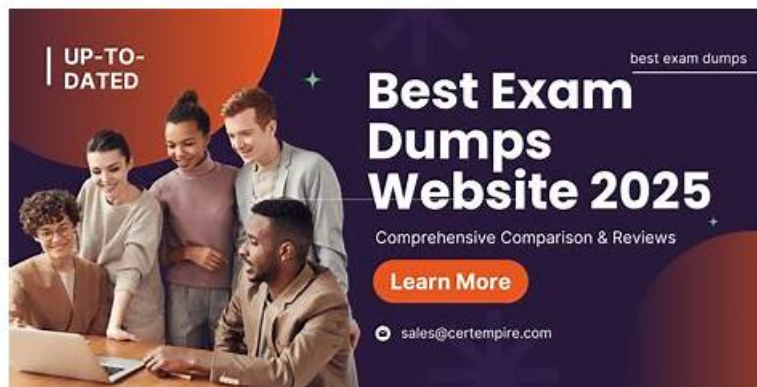 UP-TO-
DATED
best exam dumps
Best Exam
Dumps
Website 2025
Comprehensive Comparison & Reviews
Learn More
sales@certempire.com